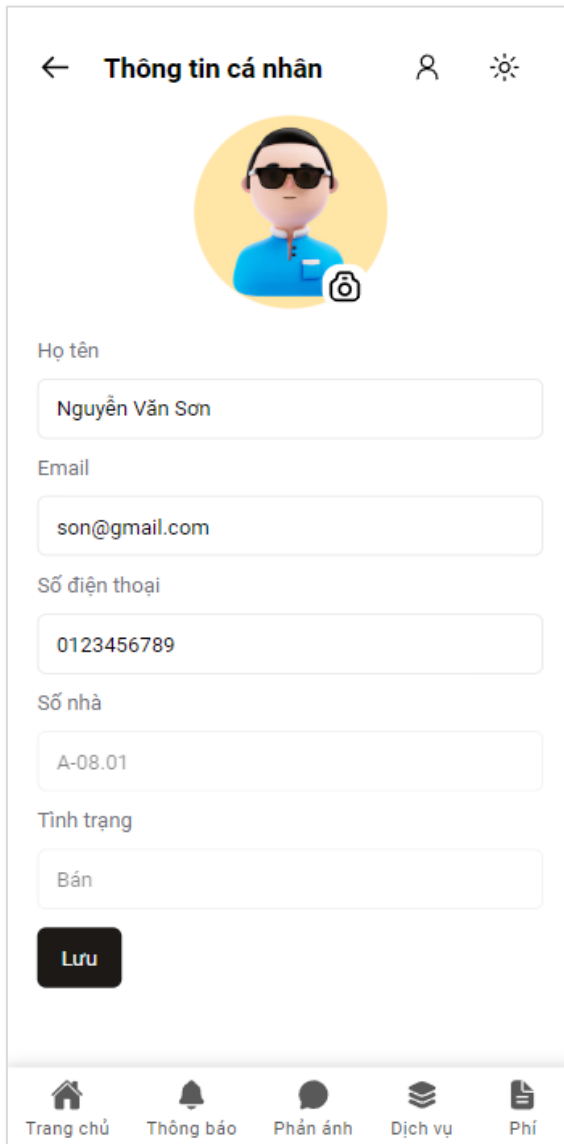 Thông tin cá nhân
Họ tên
Nguyễn Văn Sơn
Email
son@gmail.com
Số điện thoại
0123456789
Số nhà
A-08.01
Tình trạng
Bán
Lưu
Trang chủ Thông báo Phản ánh Dịch vụ Phí